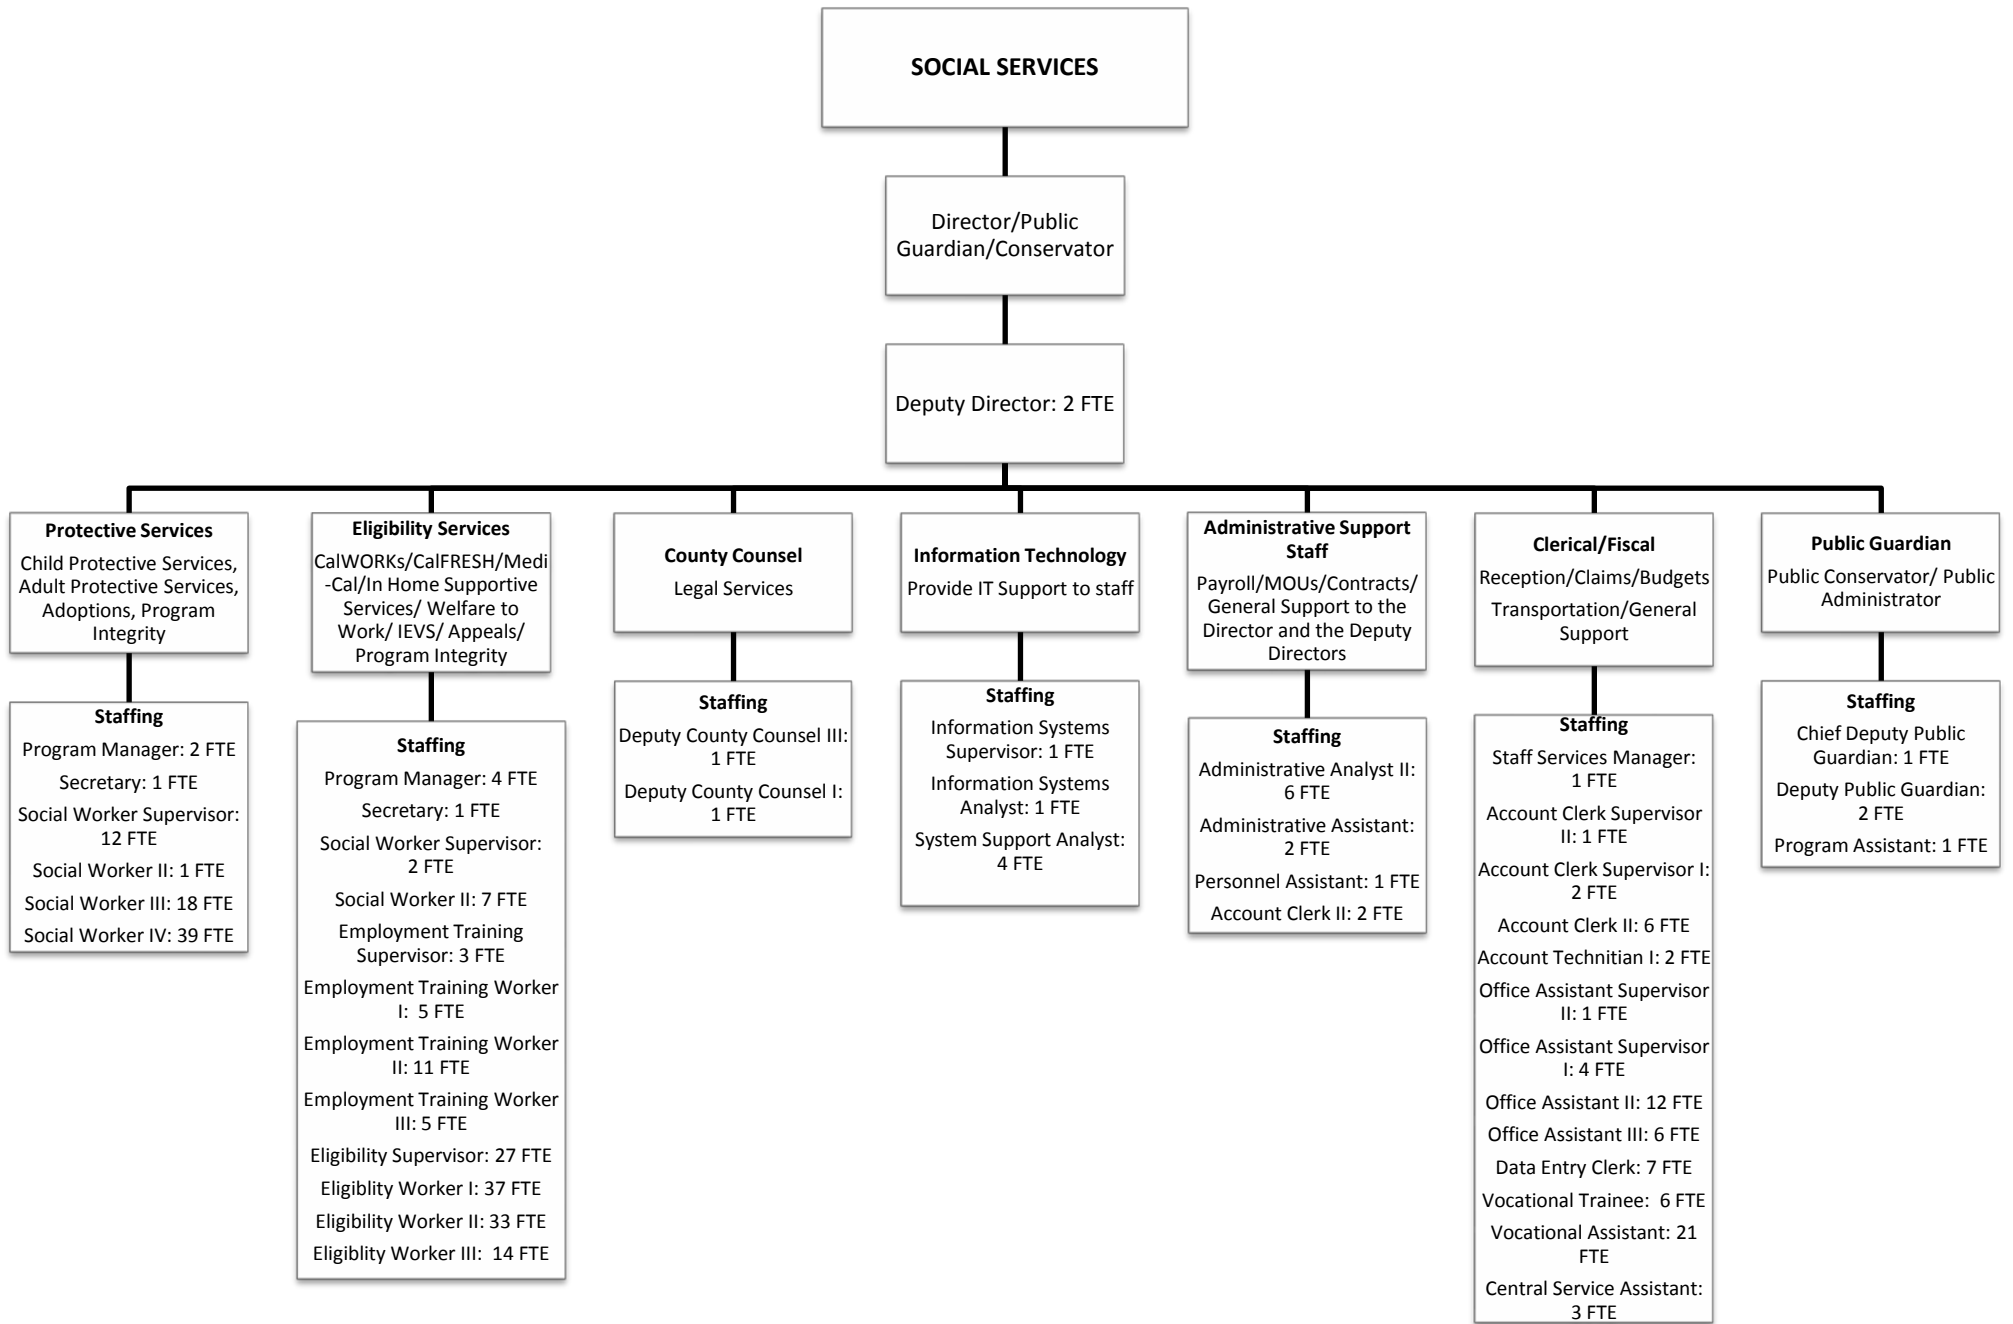 SOCIAL SERVICES
Director/Public
Guardian/Conservator
Deputy Director: 2 FTE
Protective Services
Child Protective Services,
Adult Protective Services,
Adoptions, Program
Integrity
Staffing
Program Manager: 2 FTE
Secretary: 1 FTE
Social Worker Supervisor:
12 FTE
Social Worker II: 1 FTE
Social Worker III: 18 FTE
Social Worker IV: 39 FTE
Eligibility Services
CalWORKs/CalFRESH/Medi
-Cal/In Home Supportive
Services/ Welfare to
Work/ IEVS/ Appeals/
Program Integrity
Staffing
Program Manager: 4 FTE
Secretary: 1 FTE
Social Worker Supervisor:
2 FTE
Social Worker II: 7 FTE
Employment Training
Supervisor: 3 FTE
Employment Training Worker
I:  5 FTE
Employment Training Worker
II: 11 FTE
Employment Training Worker
III: 5 FTE
Eligibility Supervisor: 27 FTE
Eligiblity Worker I: 37 FTE
Eligibility Worker II: 33 FTE
Eligiblity Worker III:  14 FTE
County Counsel
Legal Services
Staffing
Deputy County Counsel III:
1 FTE
Deputy County Counsel I:
1 FTE
Information Technology
Provide IT Support to staff
Staffing
Information Systems
Supervisor: 1 FTE
Information Systems
Analyst: 1 FTE
System Support Analyst:
4 FTE
Administrative Support
Staff
Payroll/MOUs/Contracts/
General Support to the
Director and the Deputy
Directors
Staffing
Administrative Analyst II:
6 FTE
Administrative Assistant:
2 FTE
Personnel Assistant: 1 FTE
Account Clerk II: 2 FTE
Clerical/Fiscal
Reception/Claims/Budgets
Transportation/General
Support
Staffing
Staff Services Manager:
1 FTE
Account Clerk Supervisor
II: 1 FTE
Account Clerk Supervisor I:
2 FTE
Account Clerk II: 6 FTE
Account Technitian I: 2 FTE
Office Assistant Supervisor
II: 1 FTE
Office Assistant Supervisor
I: 4 FTE
Office Assistant II: 12 FTE
Office Assistant III: 6 FTE
Data Entry Clerk: 7 FTE
Vocational Trainee:  6 FTE
Vocational Assistant: 21
FTE
Central Service Assistant:
3 FTE
Public Guardian
Public Conservator/ Public
Administrator
Staffing
Chief Deputy Public
Guardian: 1 FTE
Deputy Public Guardian:
2 FTE
Program Assistant: 1 FTE